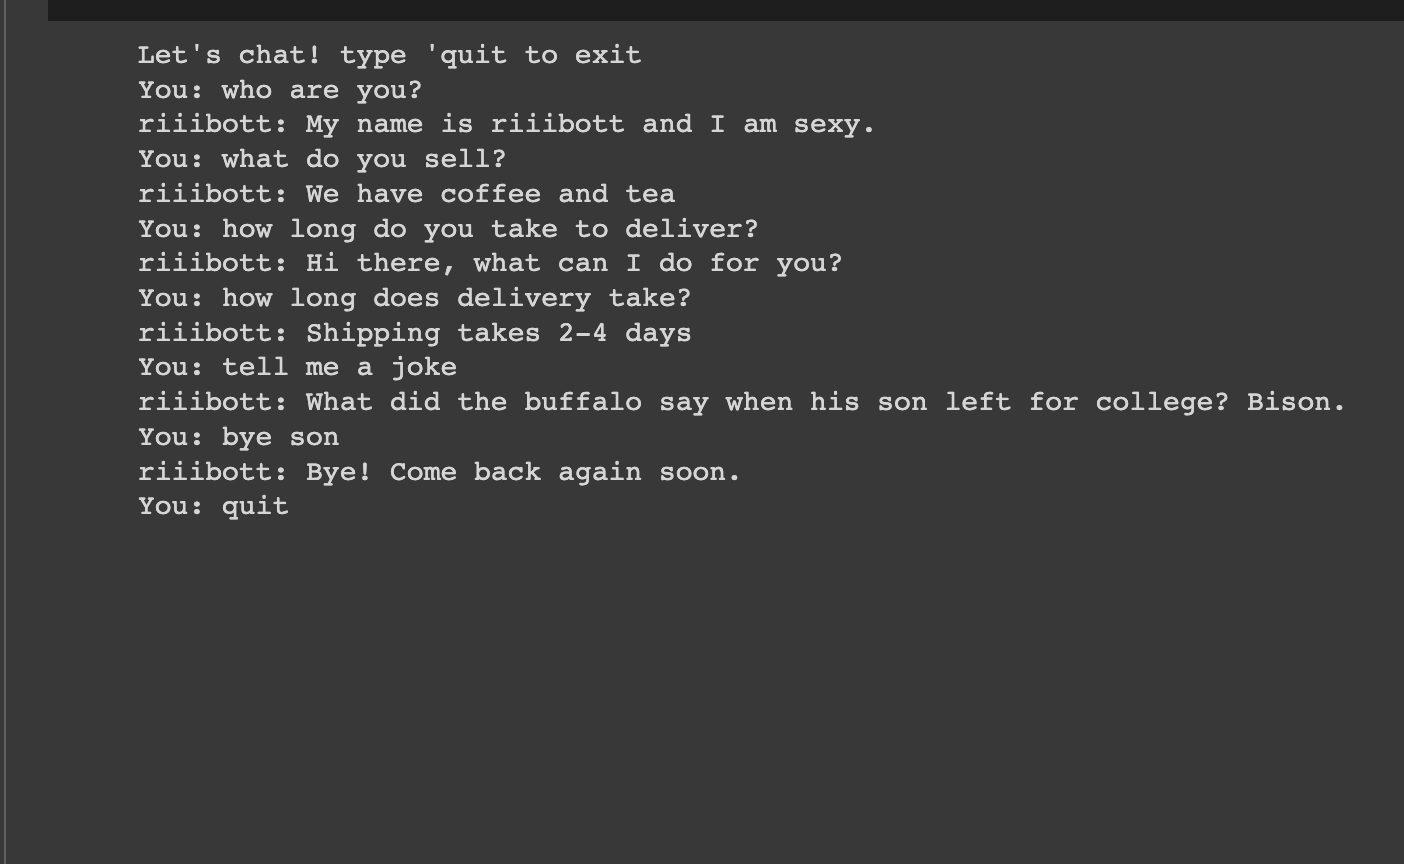 Let's chat! type 'quit to exit
You: who are you?
riiibott: My name is riiibott and I am sexy.
You: what do you sell?
riiibott: We have coffee and tea
You: how long do you take to deliver?
riiibott: Hi there, what can I do for you?
You: how long does delivery take?
riiibott: Shipping takes 2-4 days
You: tell me a joke
riiibott: What did the buffalo say when his son left for college? Bison.
You: bye son
riiibott: Bye! Come back again soon.
You: quit